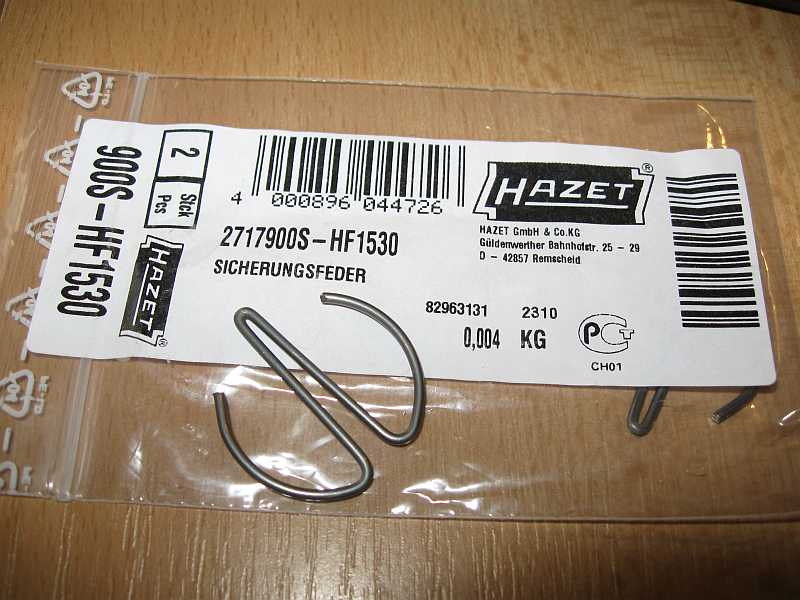 900S-HF1530
HAZET®
2 Stck
Pcs
4 000896 044726
2717900S-HF1530
SICHERUNGSFEDER
HAZET®
HAZET GmbH & Co.KG
Güldenwerther Bahnhofstr. 25 - 29
D - 42857 Remscheid
82963131 2310
0,004 KG
PCT
CH01